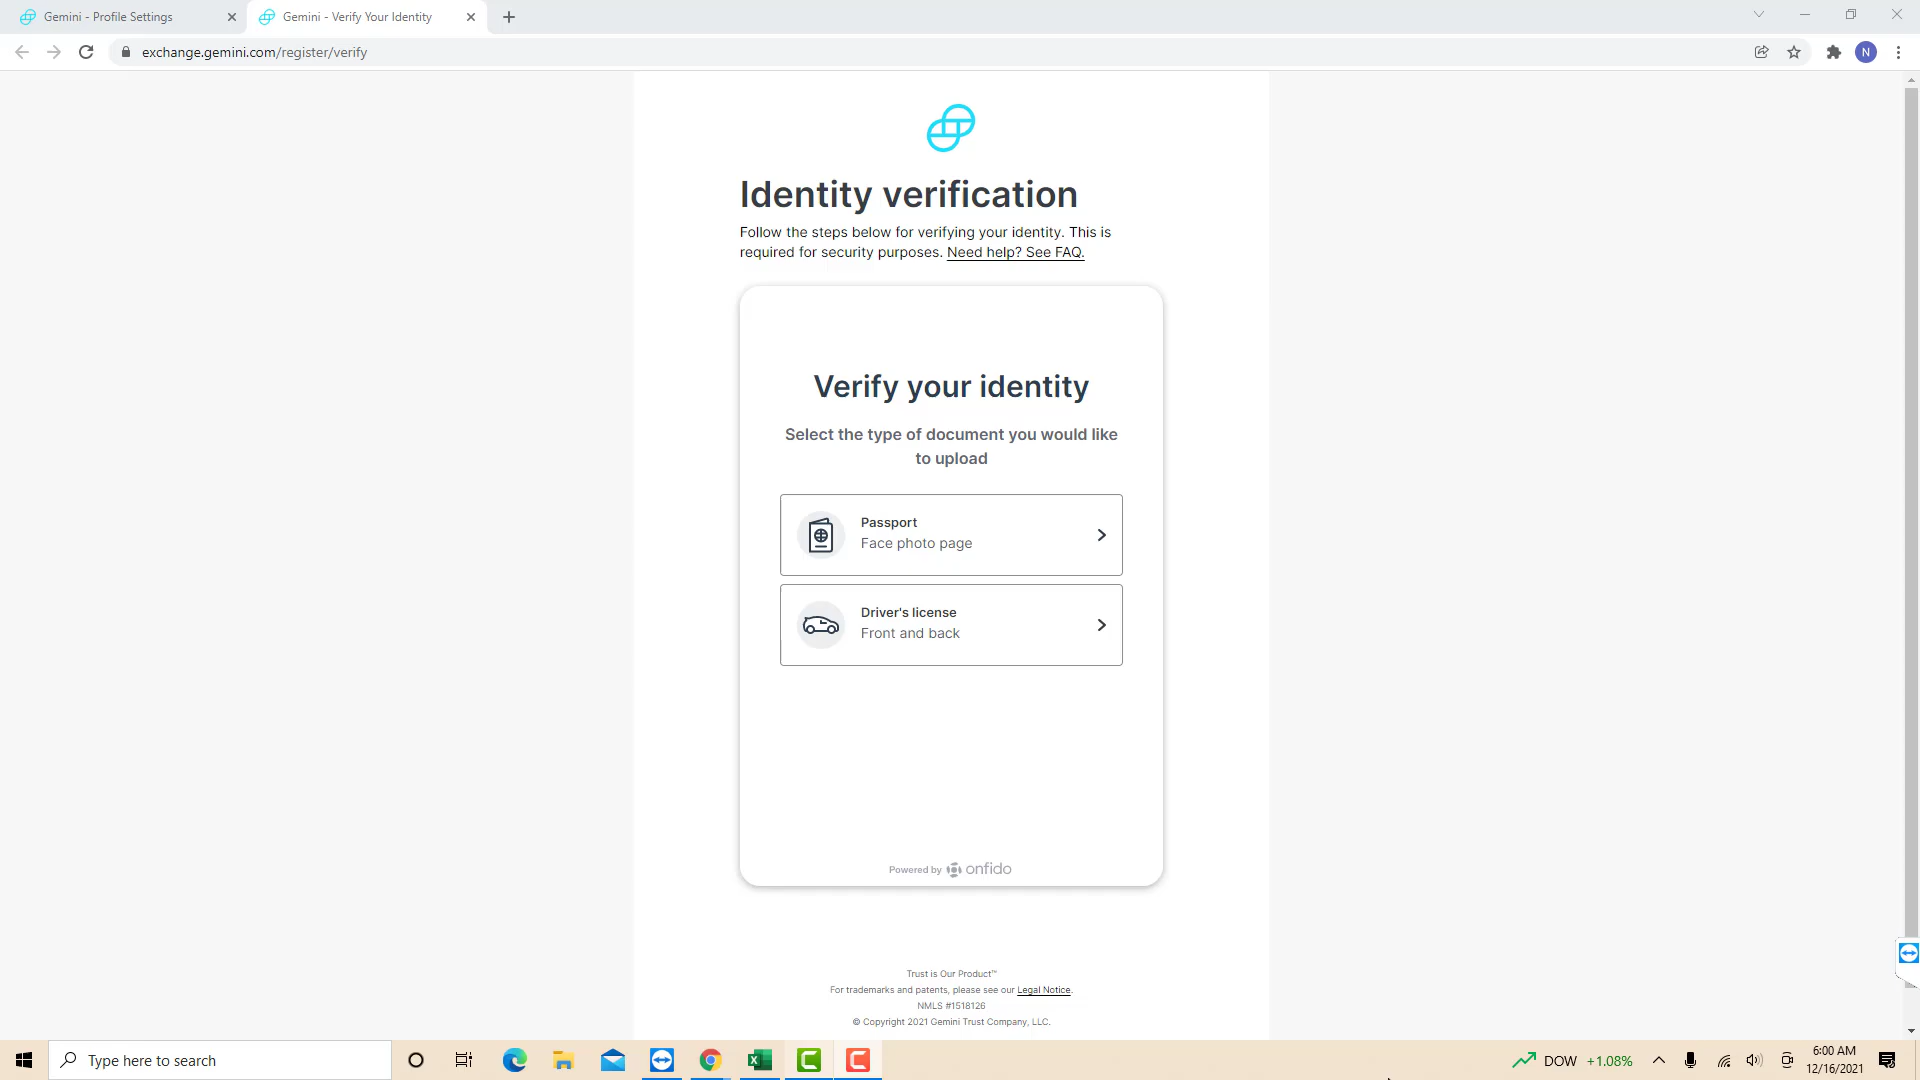 Gemini - Profile Settings
Gemini - Verify Your Identity
exchange.gemini.com/register/verify
N
Identity verification
Follow the steps below for verifying your identity. This is
required for security purposes. Need help? See FAQ.
Verify your identity
Select the type of document you would like
to upload
Passport
Face photo page
Driver's license
Front and back
Powered by onfido
Trust is Our Product™
For trademarks and patents, please see our Legal Notice.
NMLS #1518126
© Copyright 2021 Gemini Trust Company, LLC.
Type here to search
DOW +1.08%
6:00 AM
12/16/2021